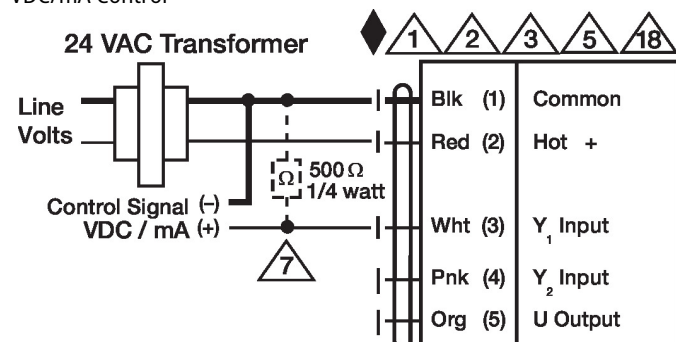 VDC/mA Control
24 VAC Transformer
1 2 3 5 18
Line
Volts
Blk (1) Common
Red (2) Hot +
Ω 500 Ω
1/4 watt
Control Signal (-)
VDC / mA (+)
Wht (3) Y1 Input
7
Pnk (4) Y2 Input
Org (5) U Output